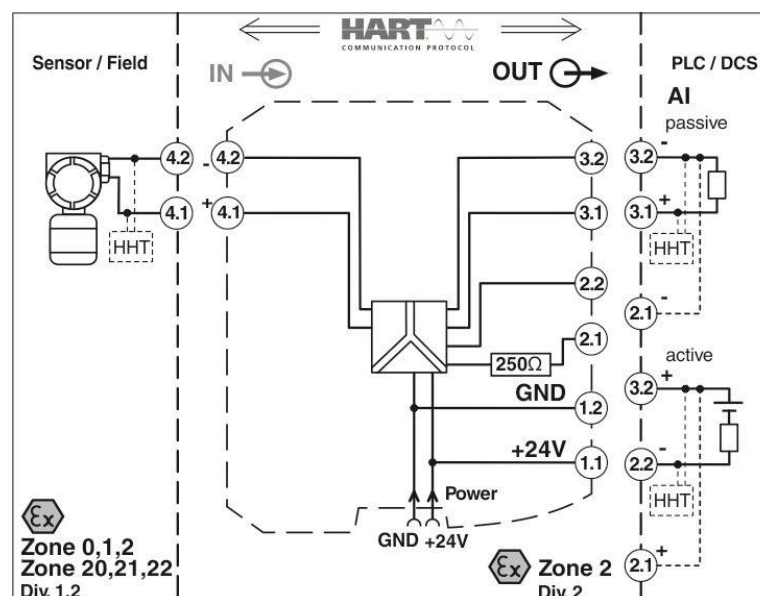 HART
COMMUNICATION PROTOCOL
Sensor / Field
IN
OUT
PLC / DCS
AI
passive
4.2
4.2
-
3.2
3.2
-
4.1
+
4.1
3.1
3.1
+
HHT
HHT
2.2
2.1
-
2.1
250Ω
active
GND
1.2
3.2
+
+24V
1.1
2.2
-
Power
HHT
GND
+24V
Ex
Zone 0,1,2
Zone 20,21,22
Div. 1,2
Ex
Zone 2
Div. 2
2.1
+